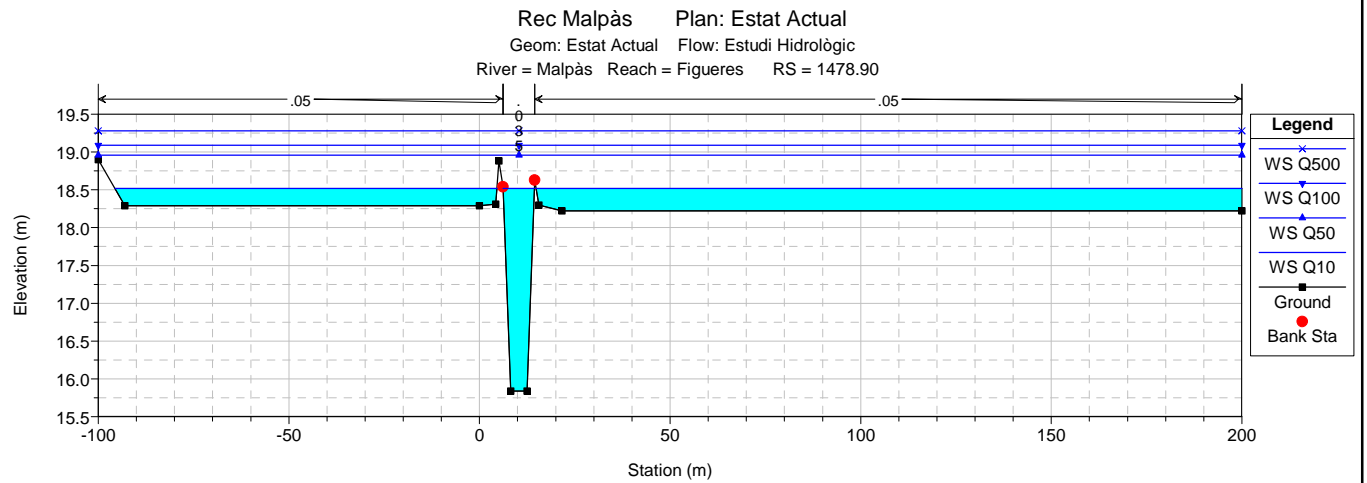 Rec Malpàs Plan: Estat Actual
Geom: Estat Actual Flow: Estudi Hidrològic
River = Malpàs Reach = Figueres RS = 1478.90
.05
.035
.05
19.5
19.0
18.5
18.0
17.5
17.0
16.5
16.0
15.5
Elevation (m)
-100
-50
0
50
100
150
200
Station (m)
Legend
WS Q500
WS Q100
WS Q50
WS Q10
Ground
Bank Sta